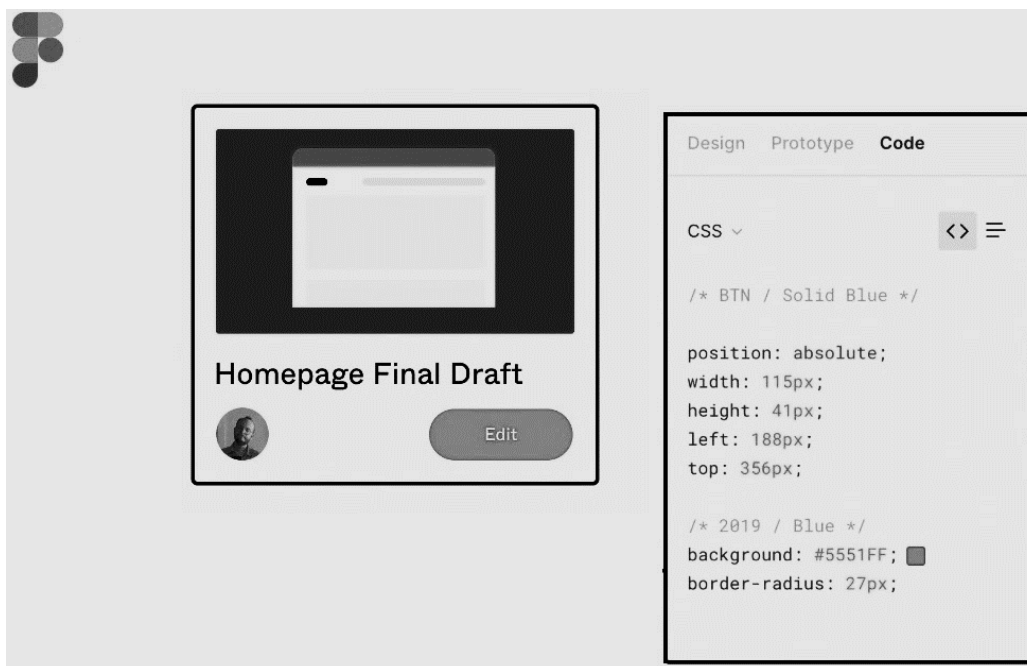 Homepage Final Draft
Edit
Design Prototype Code
CSS
/* BTN / Solid Blue */
position: absolute;
width: 115px;
height: 41px;
left: 188px;
top: 356px;
/* 2019 / Blue */
background: #5551FF;
border-radius: 27px;